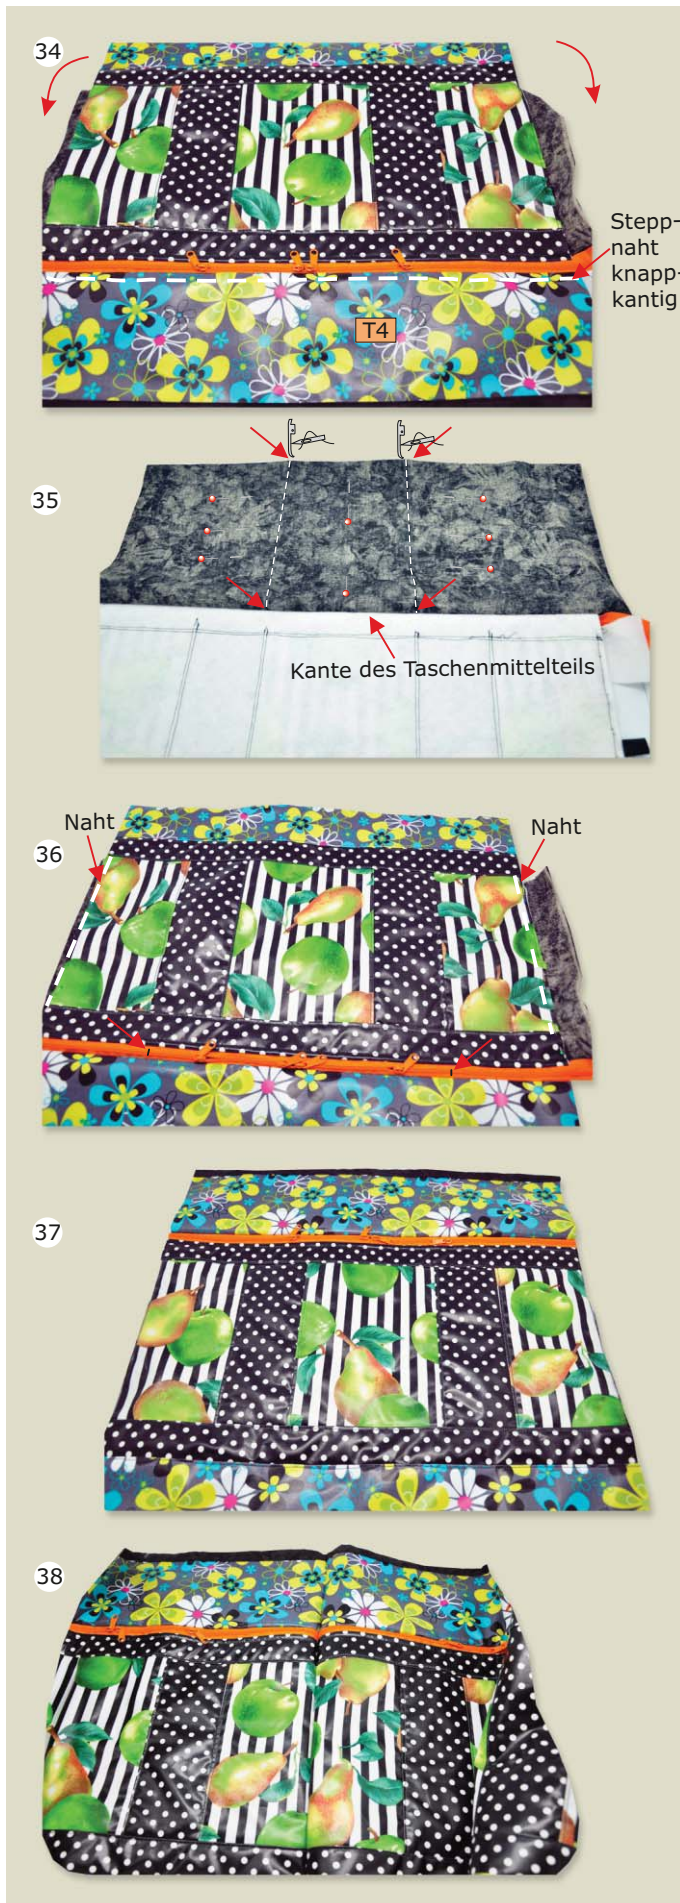 34
Stepp-
naht
knapp-
kantig
T4
35
Kante des Taschenmittelteils
Naht
Naht
36
37
38